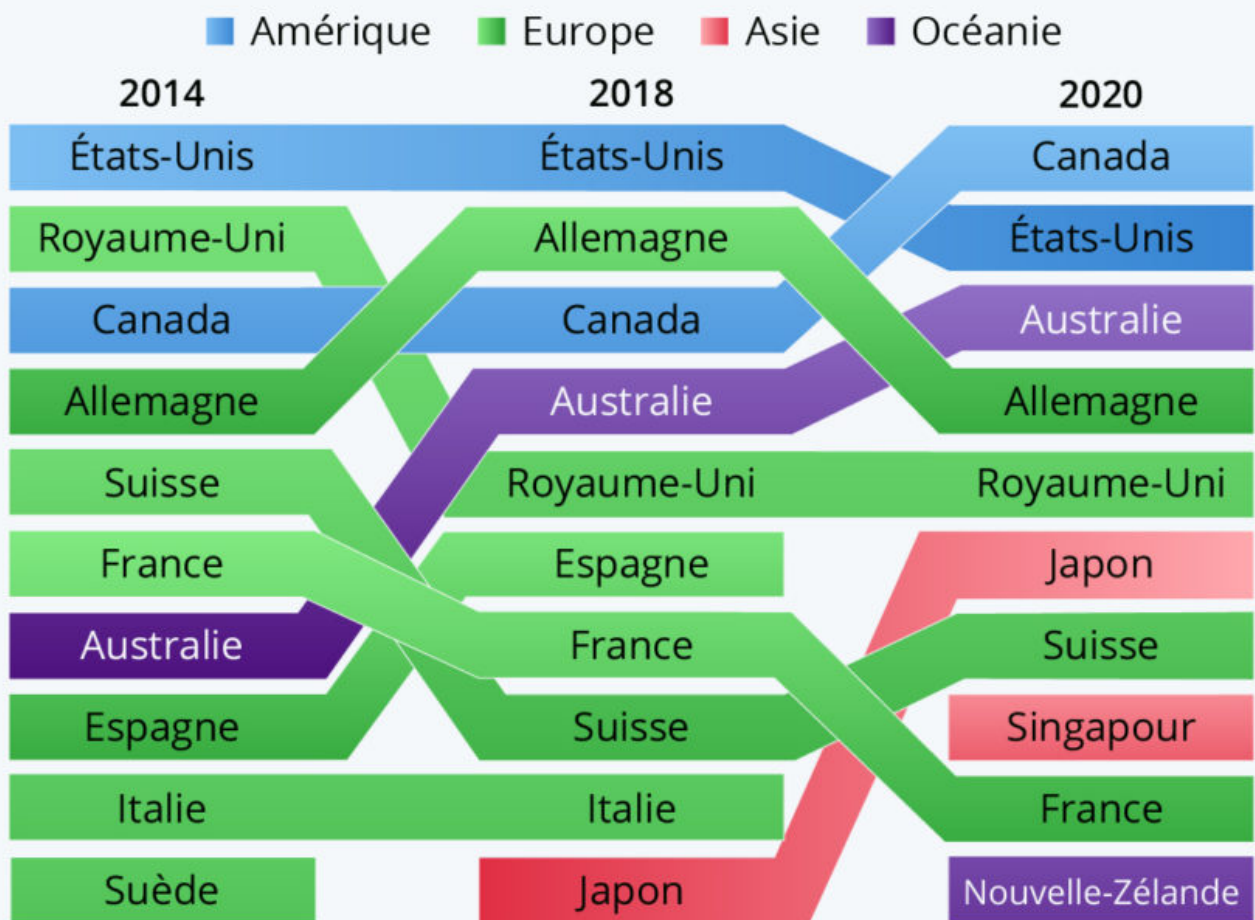 Amérique Europe Asie Océanie
2014 2018 2020
États-Unis États-Unis Canada
Royaume-Uni Allemagne États-Unis
Canada Canada Australie
Allemagne Australie Allemagne
Suisse Royaume-Uni Royaume-Uni
France Espagne Japon
Australie France Suisse
Espagne Suisse Singapour
Italie Italie France
Suède Japon Nouvelle-Zélande